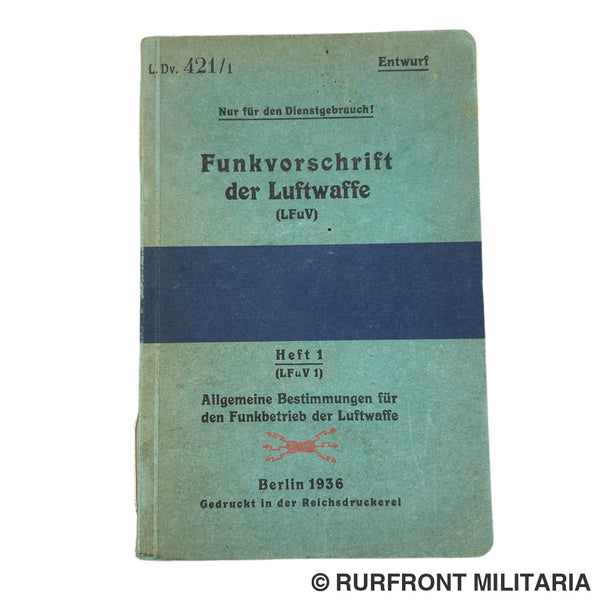 L.Dv. 421/1
Entwurf
Nur für den Dienstgebrauch!
Funkvorschrift
der Luftwaffe
(LFuV)
Heft 1
(LFuV 1)
Allgemeine Bestimmungen für
den Funkbetrieb der Luftwaffe
Berlin 1936
Gedruckt in der Reichsdruckerei
© RURFRONT MILITARIA